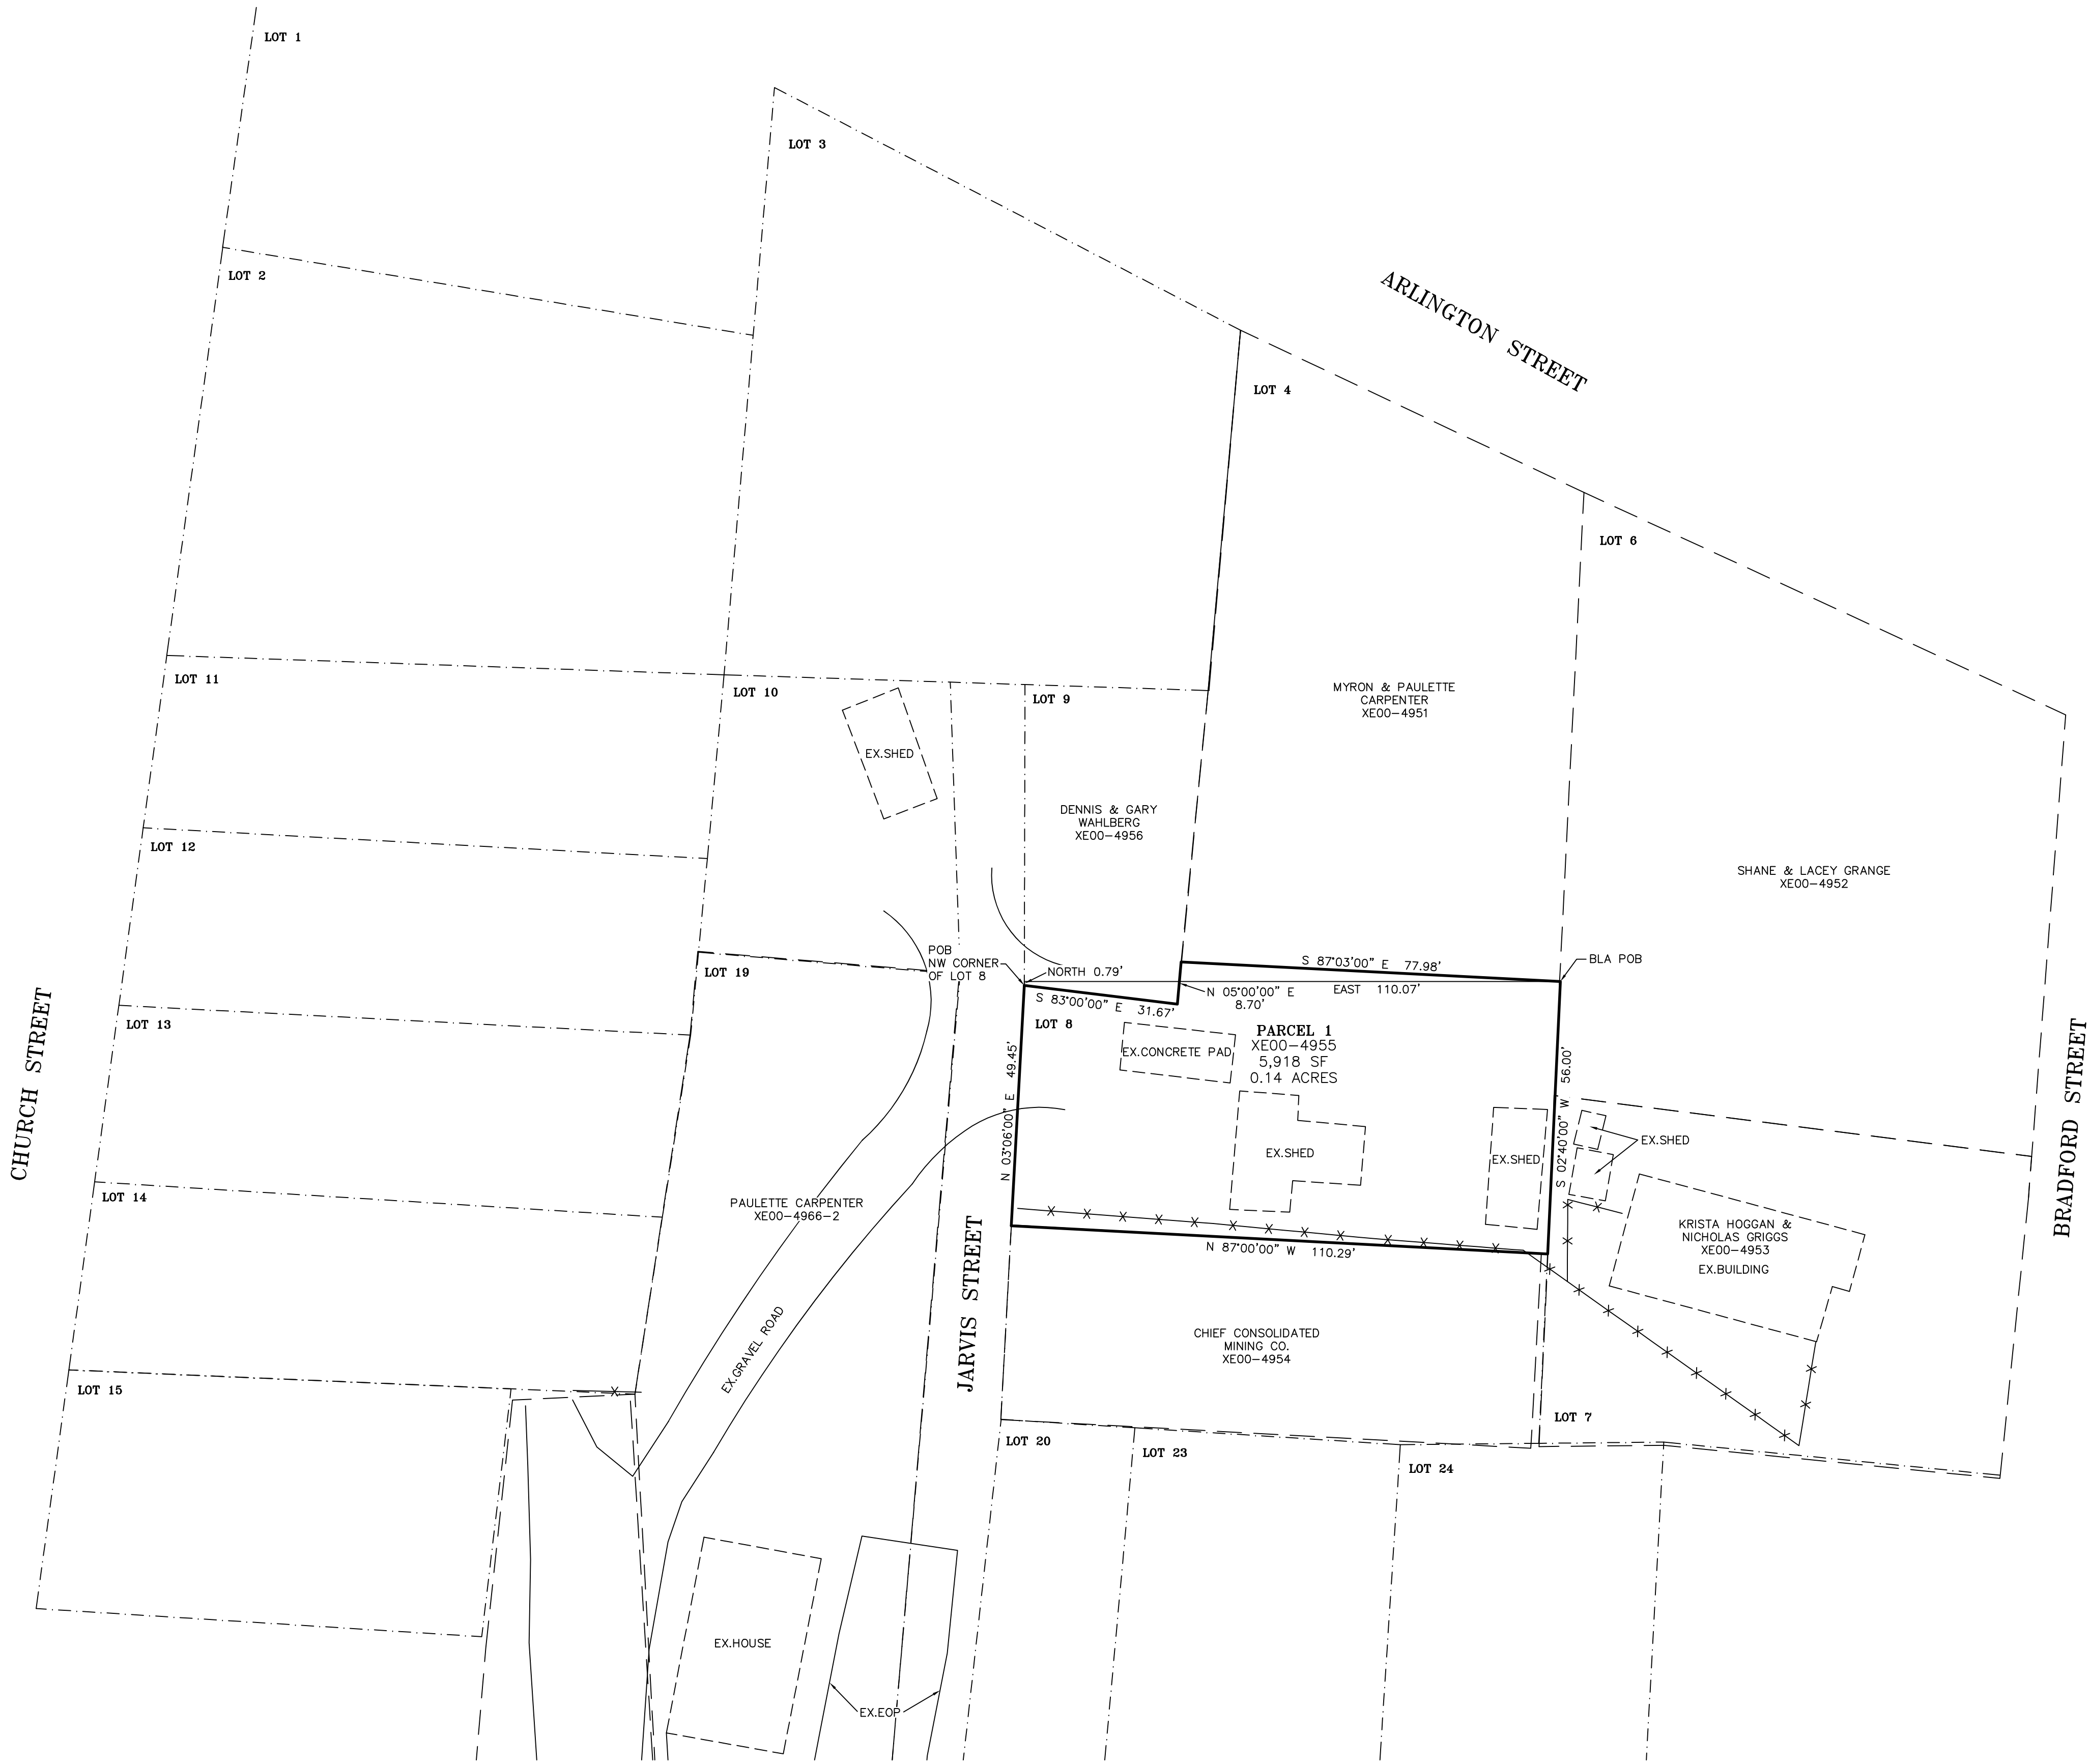 LOT 1
LOT 3
LOT 2
ARLINGTON STREET
LOT 4
LOT 6
LOT 11
LOT 10
LOT 9
MYRON & PAULETTE
CARPENTER
XE00-4951
EX.SHED
DENNIS & GARY
WAHLBERG
XE00-4956
LOT 12
SHANE & LACEY GRANGE
XE00-4952
POB
NW CORNER
OF LOT 8
LOT 19
NORTH 0.79'
S 87°03'00" E 77.98'
BLA POB
S 83°00'00" E 31.67'
N 05°00'00" E
8.70'
EAST 110.07'
LOT 13
LOT 8
PARCEL 1
XE00-4955
5,918 SF
0.14 ACRES
EX.CONCRETE PAD
CHURCH STREET
N 03°06'00" E 49.45'
S 02°40'00" W 56.00'
BRADFORD STREET
EX.SHED
EX.SHED
EX.SHED
LOT 14
PAULETTE CARPENTER
XE00-4966-2
KRISTA HOGGAN &
NICHOLAS GRIGGS
XE00-4953
EX.BUILDING
N 87°00'00" W 110.29'
JARVIS STREET
EX.GRAVEL ROAD
CHIEF CONSOLIDATED
MINING CO.
XE00-4954
LOT 15
LOT 7
LOT 20
LOT 23
LOT 24
EX.HOUSE
EX.EOP